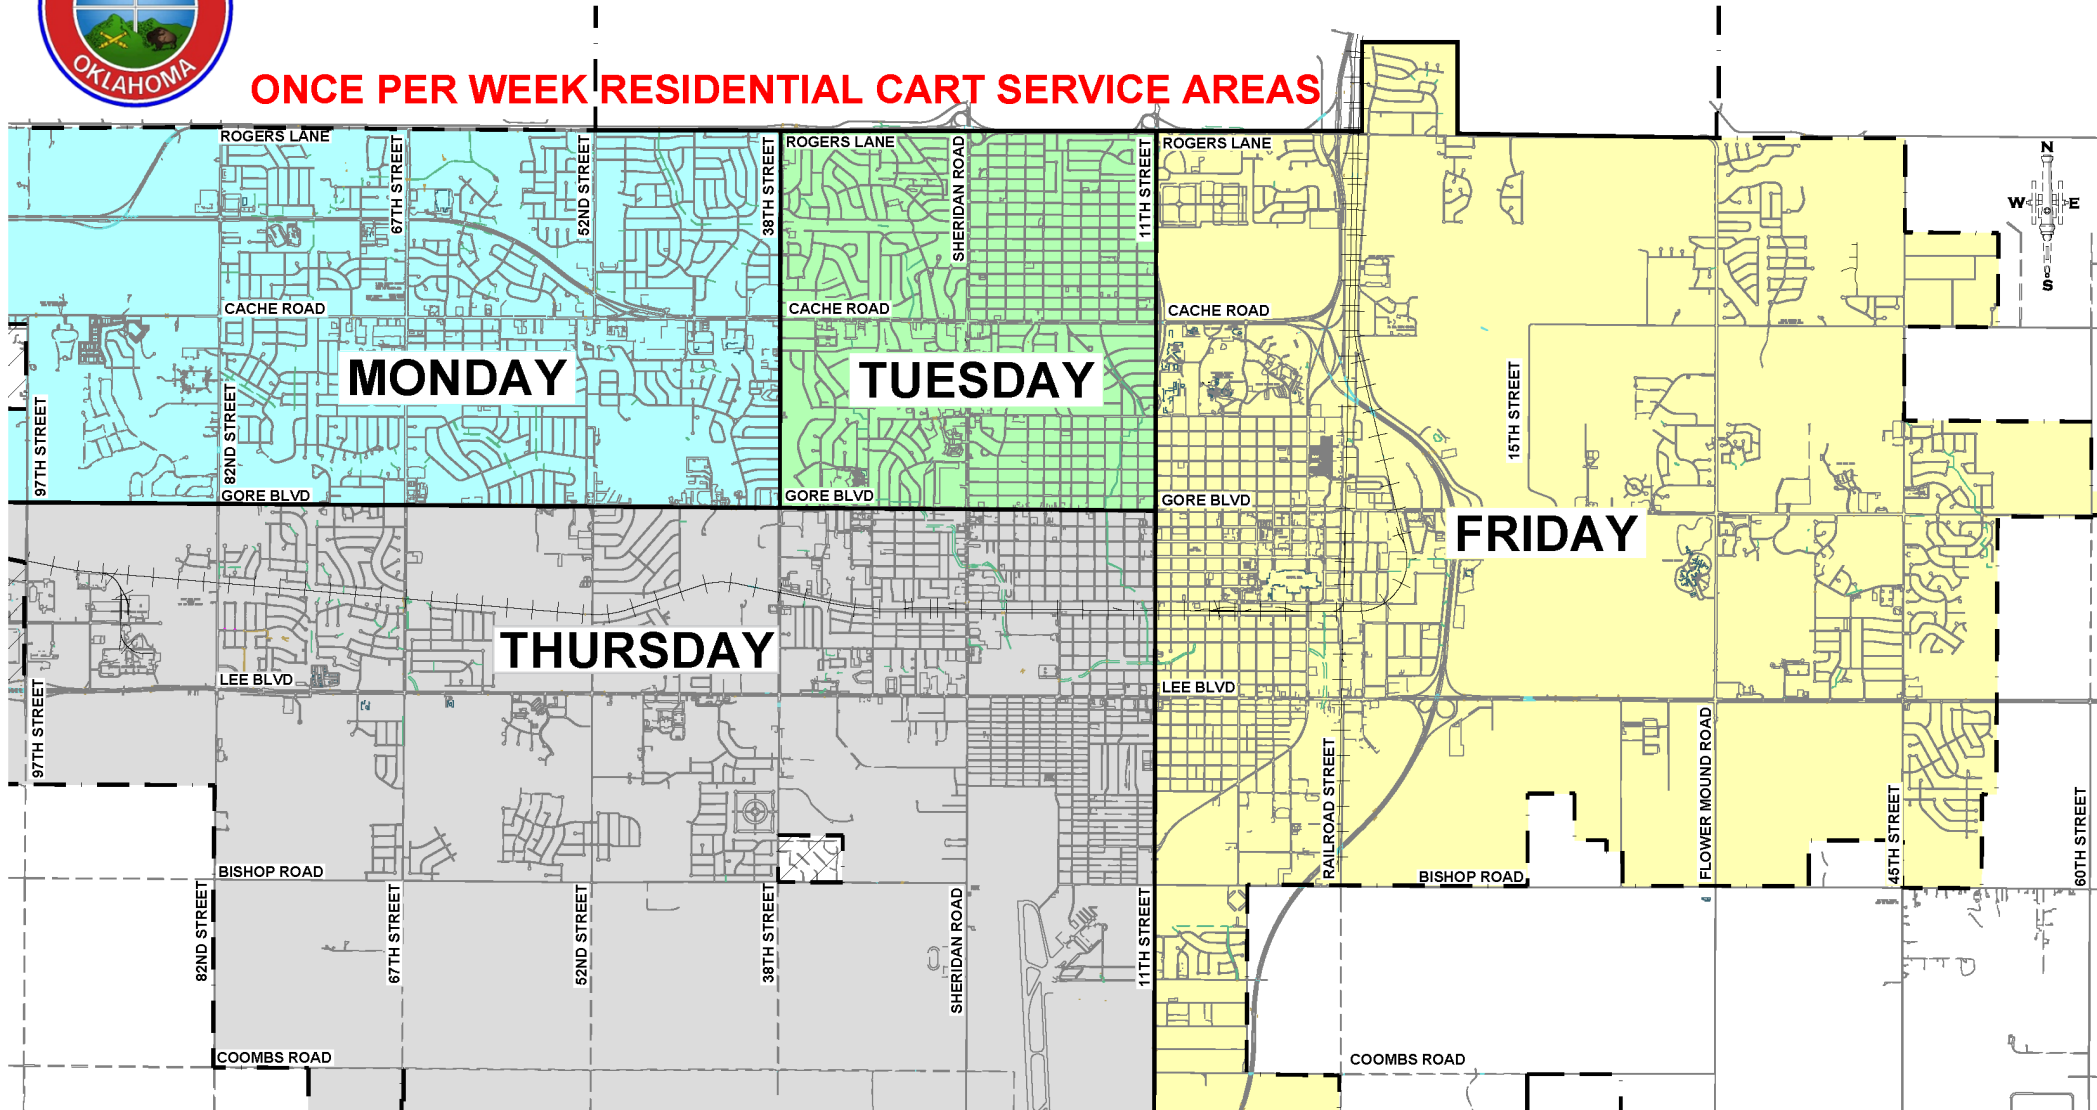 OKLAHOMA
ONCE PER WEEK RESIDENTIAL CART SERVICE AREAS
ROGERS LANE
67TH STREET
52ND STREET
38TH STREET
ROGERS LANE
SHERIDAN ROAD
11TH STREET
ROGERS LANE
N
W
E
S
CACHE ROAD
CACHE ROAD
CACHE ROAD
MONDAY
TUESDAY
97TH STREET
82ND STREET
15TH STREET
GORE BLVD
GORE BLVD
GORE BLVD
FRIDAY
THURSDAY
LEE BLVD
LEE BLVD
97TH STREET
RAILROAD STREET
FLOWER MOUND ROAD
45TH STREET
60TH STREET
BISHOP ROAD
BISHOP ROAD
82ND STREET
67TH STREET
52ND STREET
38TH STREET
SHERIDAN ROAD
11TH STREET
COOMBS ROAD
COOMBS ROAD